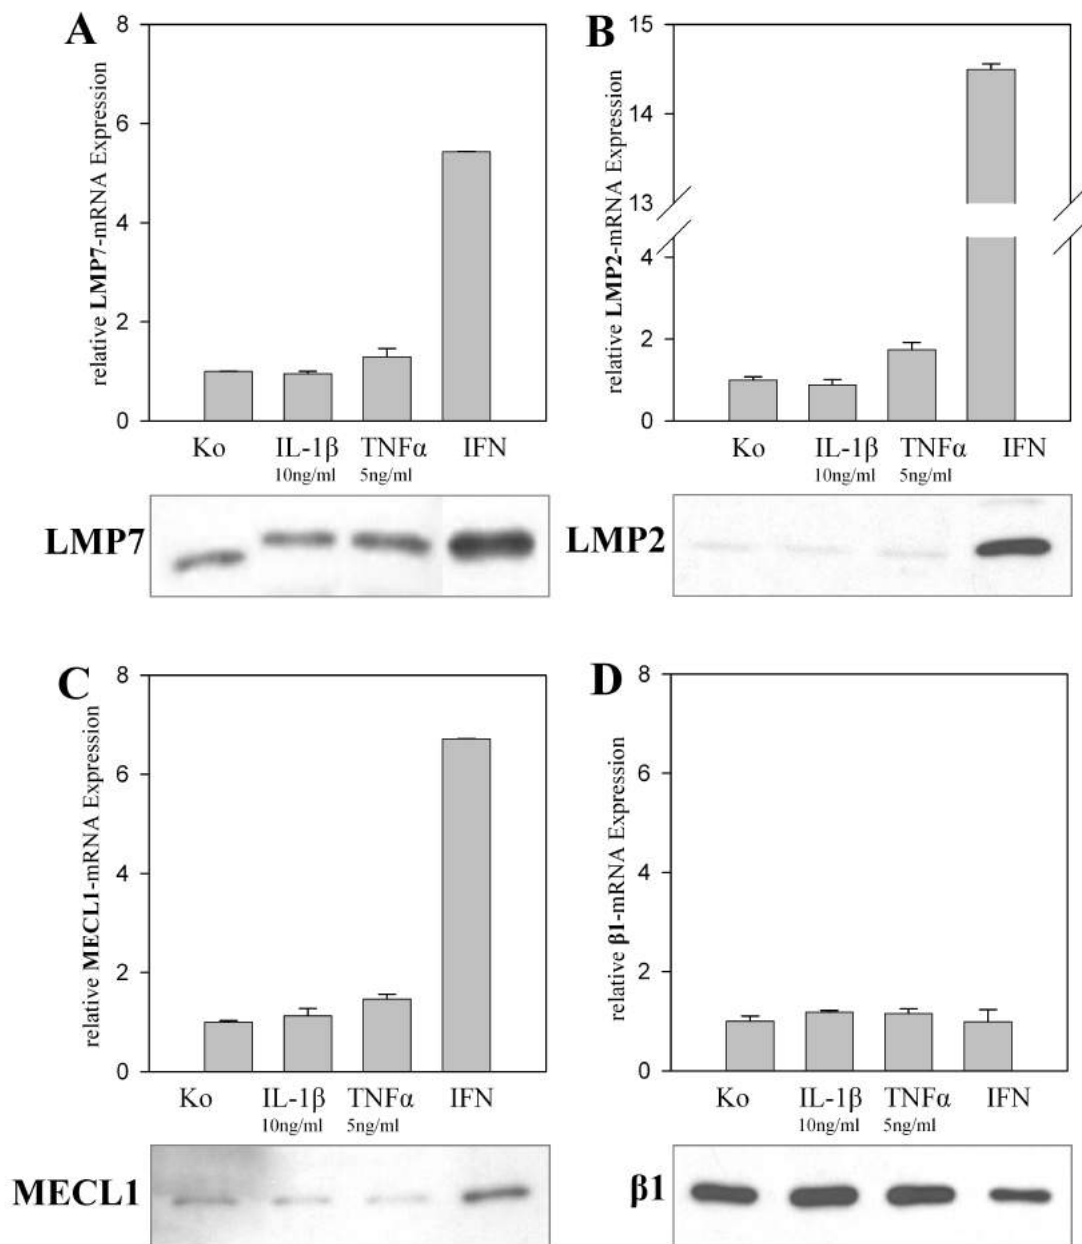 A
relative LMP7-mRNA Expression
8
6
4
2
0
Ko IL-1β TNFα IFN
10ng/ml 5ng/ml
LMP7
B
relative LMP2-mRNA Expression
15
14
13
4
2
0
Ko IL-1β TNFα IFN
10ng/ml 5ng/ml
LMP2
C
relative MECL1-mRNA Expression
8
6
4
2
0
Ko IL-1β TNFα IFN
10ng/ml 5ng/ml
MECL1
D
relative β1-mRNA Expression
8
6
4
2
0
Ko IL-1β TNFα IFN
10ng/ml 5ng/ml
β1